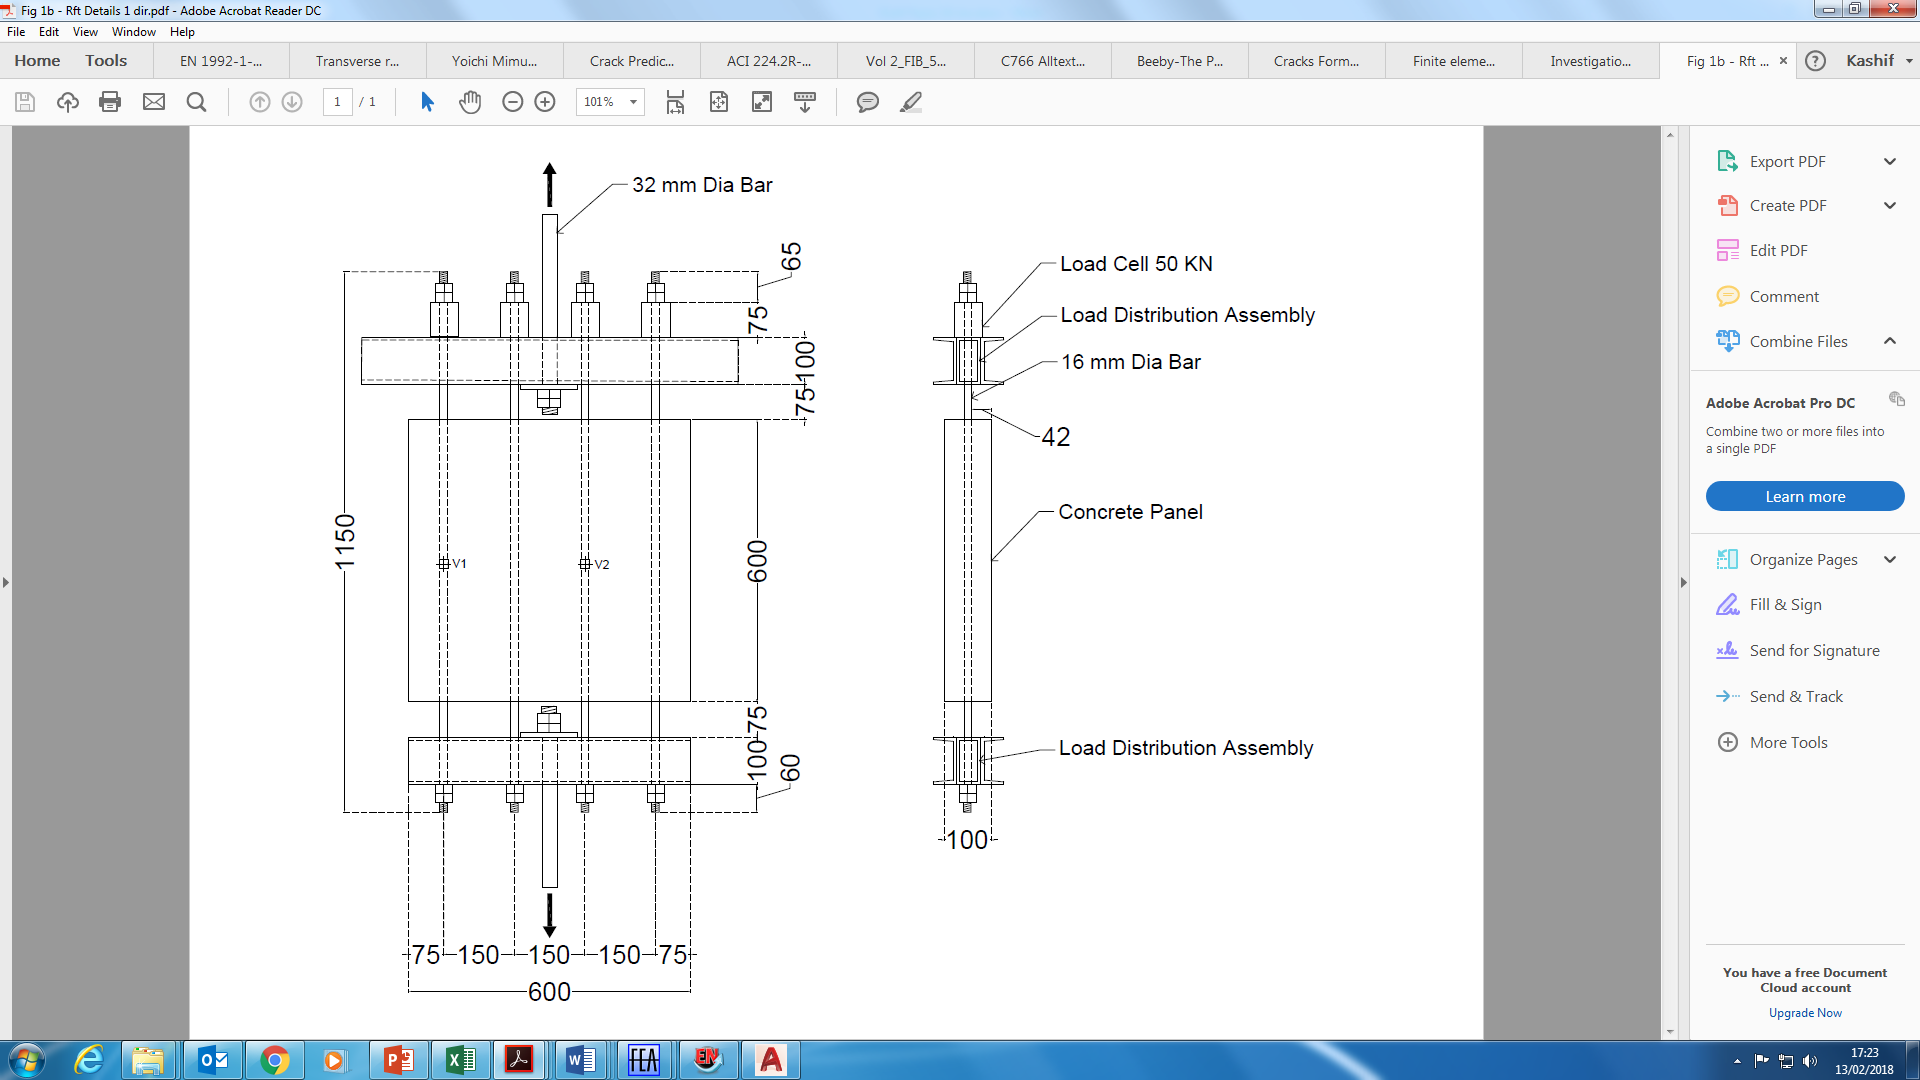 Fig 1b - Rft Details 1 dir.pdf - Adobe Acrobat Reader DC
File Edit View Window Help
Home Tools EN 1992-1-... Transverse r... Yoichi Mimu... Crack Predic... ACI 224.2R-... Vol 2_FIB_5... C766 Alltext... Beeby-The P... Cracks Form... Finite eleme... Investigatio... Fig 1b - Rft ... × Kashif
1 / 1 101%
32 mm Dia Bar
65
75
100
75
1150
V1
V2
600
75
100
60
75 150 150 150 75
600
Load Cell 50 KN
Load Distribution Assembly
16 mm Dia Bar
42
Concrete Panel
Load Distribution Assembly
100
Export PDF
Create PDF
Edit PDF
Comment
Combine Files
Adobe Acrobat Pro DC
Combine two or more files into
a single PDF
Learn more
Organize Pages
Fill & Sign
Send for Signature
Send & Track
More Tools
You have a free Document
Cloud account
Upgrade Now
FEA
EN
17:23
13/02/2018